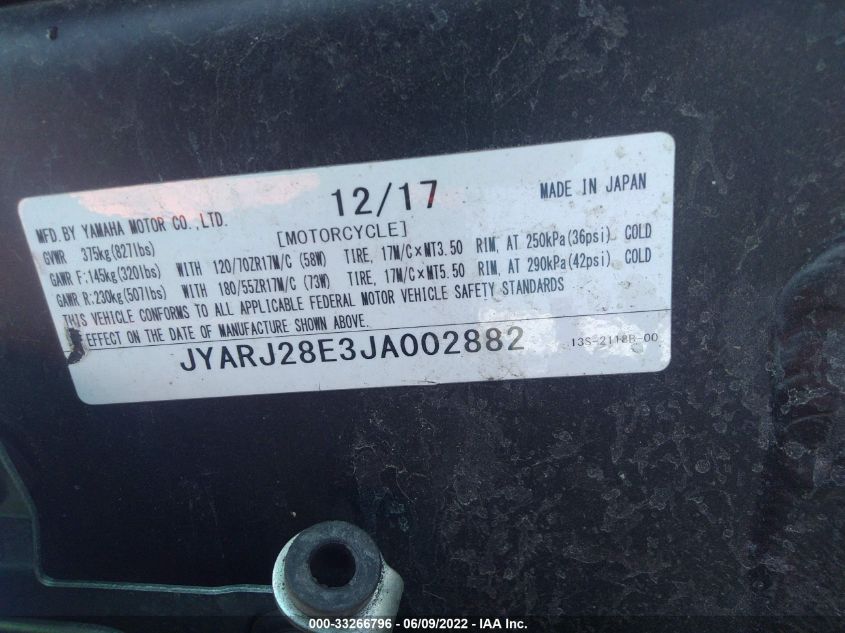 12/17
MADE IN JAPAN
MFD.BY YAMAHA MOTOR CO.,LTD.
[MOTORCYCLE]
GVWR 375kg(827lbs)
GAWR F:145kg(320lbs) WITH 120/70ZR17M/C (58W) TIRE, 17M/C×MT3.50 RIM, AT 250kPa(36psi) COLD
GAWR R:230kg(507lbs) WITH 180/55ZR17M/C (73W) TIRE, 17M/C×MT5.50 RIM, AT 290kPa(42psi) COLD
THIS VEHICLE CONFORMS TO ALL APPLICABLE FEDERAL MOTOR VEHICLE SAFETY STANDARDS
EFFECT ON THE DATE OF MANUFACTURE SHOWN ABOVE.
JYARJ28E3JA002882
13S-2118B-00
000-33266796 - 06/09/2022 - IAA Inc.